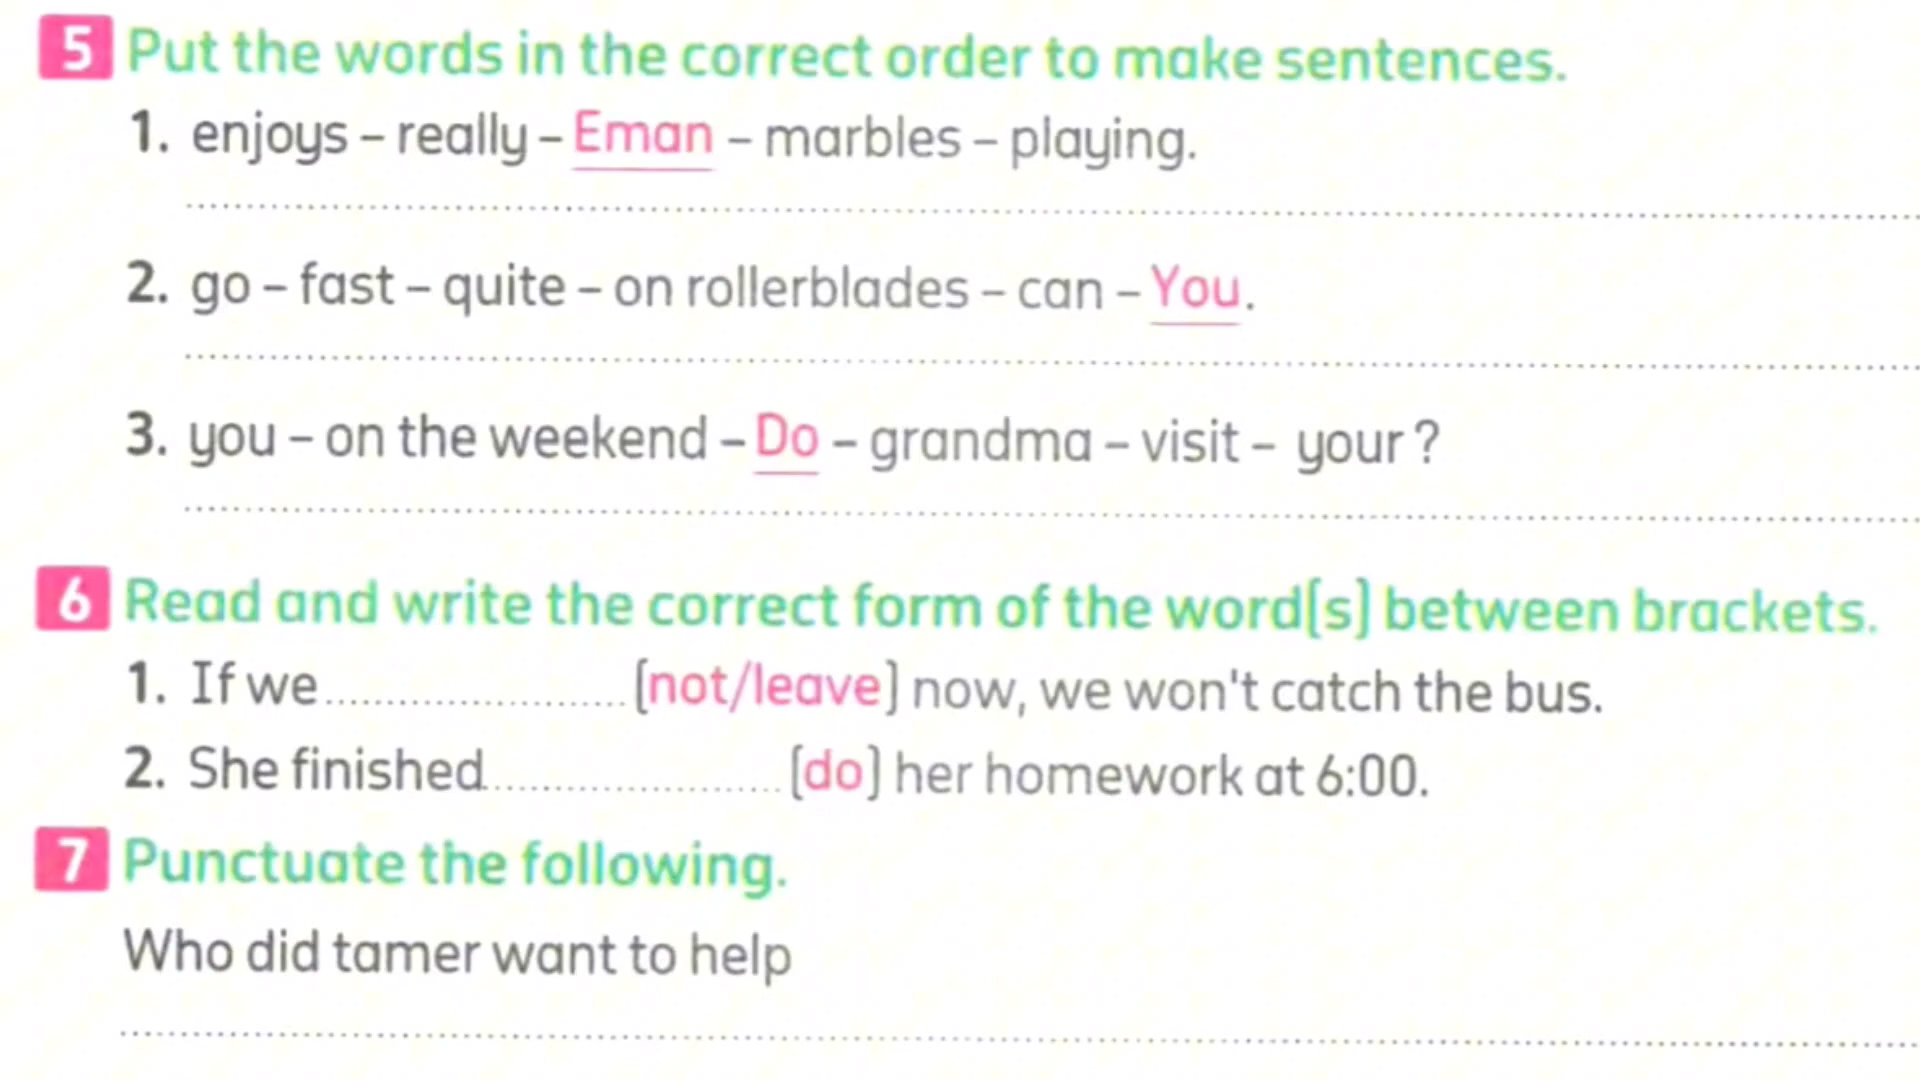 5 Put the words in the correct order to make sentences.
1. enjoys – really – Eman – marbles – playing.
2. go – fast – quite – on rollerblades – can – You.
3. you – on the weekend – Do – grandma – visit – your?
6 Read and write the correct form of the word(s) between brackets.
1. If we ........................ (not/leave) now, we won't catch the bus.
2. She finished ........................ (do) her homework at 6:00.
7 Punctuate the following.
Who did tamer want to help